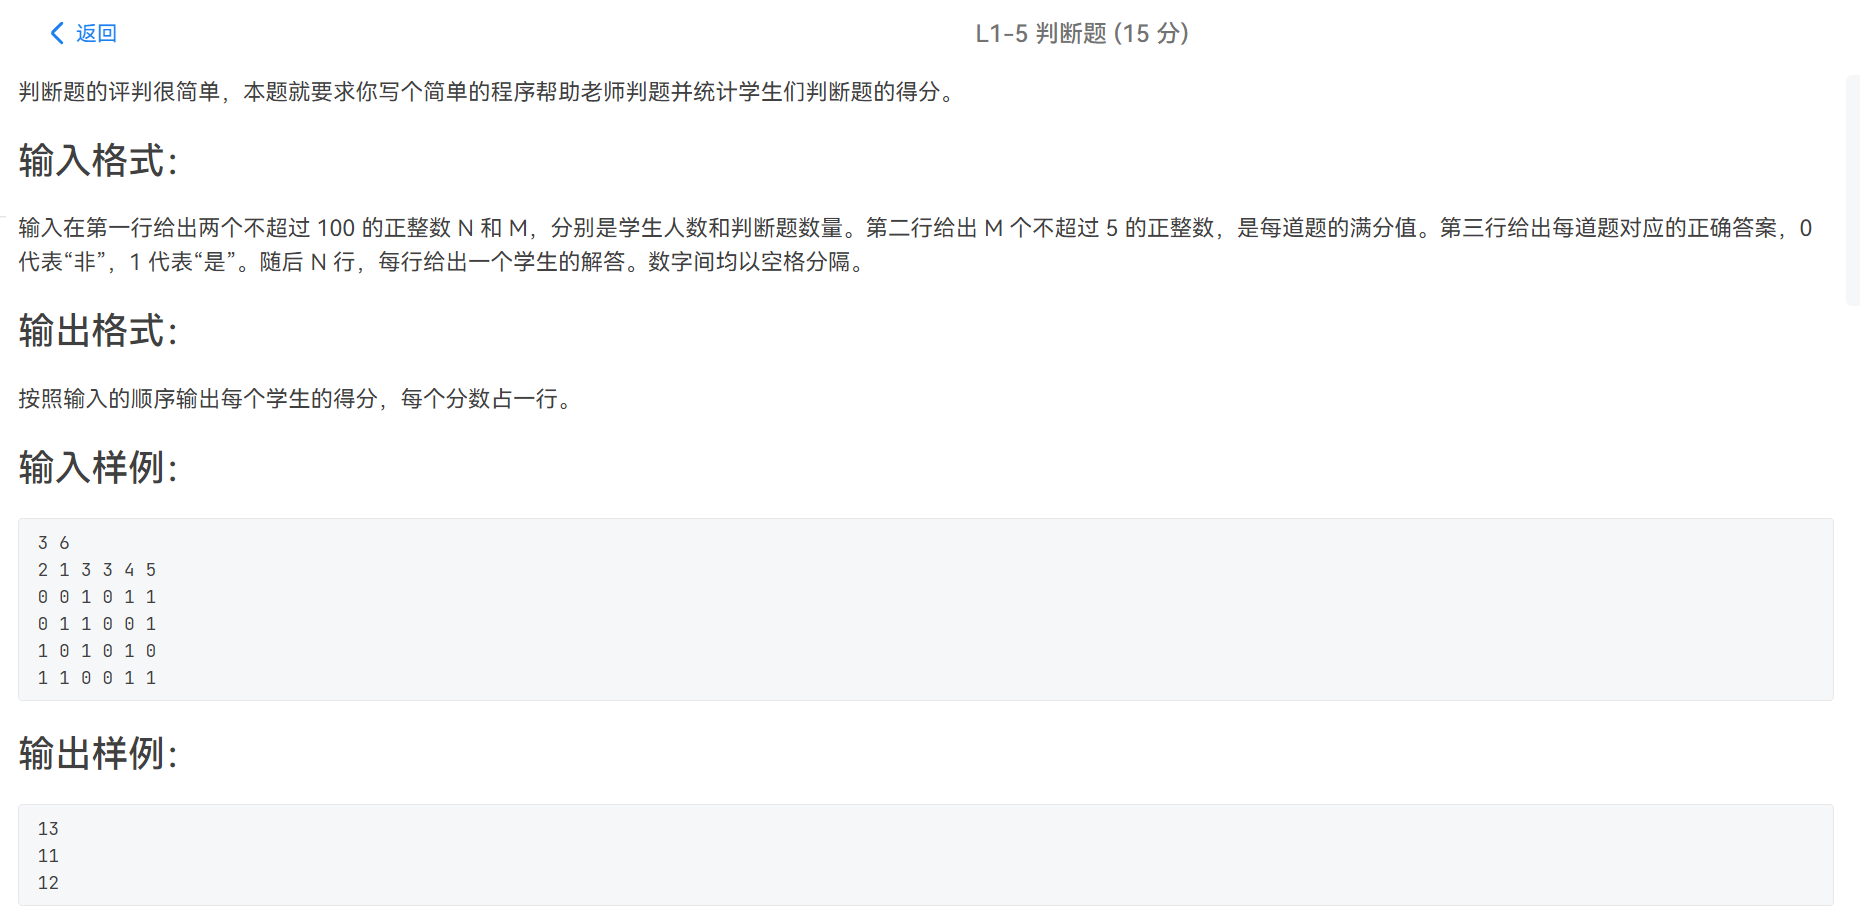 返回
L1-5 判断题 (15 分)
判断题的评判很简单，本题就要求你写个简单的程序帮助老师判题并统计学生们判断题的得分。
输入格式：
输入在第一行给出两个不超过 100 的正整数 N 和 M，分别是学生人数和判断题数量。第二行给出 M 个不超过 5 的正整数，是每道题的满分值。第三行给出每道题对应的正确答案，0
代表“非”，1 代表“是”。随后 N 行，每行给出一个学生的解答。数字间均以空格分隔。
输出格式：
按照输入的顺序输出每个学生的得分，每个分数占一行。
输入样例：
3 6
2 1 3 3 4 5
0 0 1 0 1 1
0 1 1 0 0 1
1 0 1 0 1 0
1 1 0 0 1 1
输出样例：
13
11
12